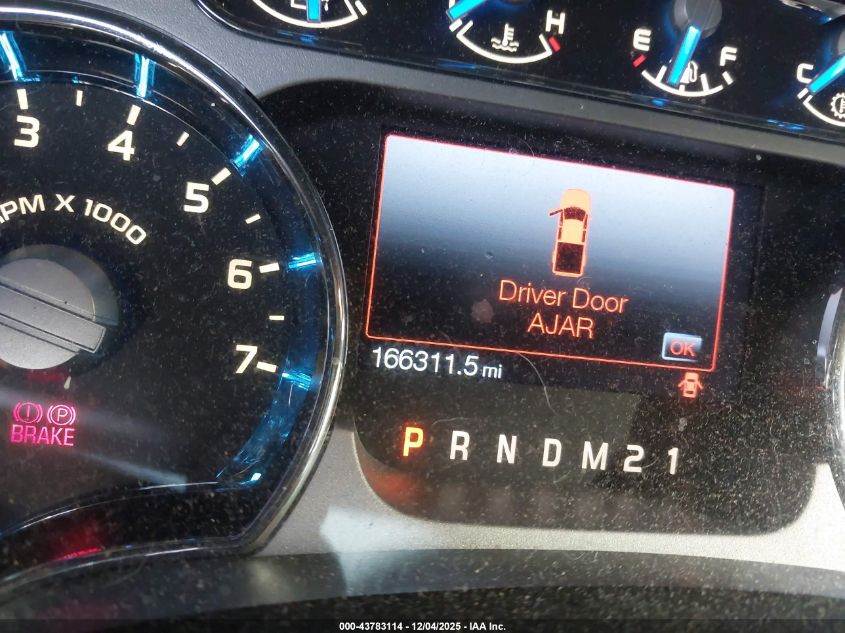 H
E
F
C
3
4
5
6
7
PM X 1000
Driver Door
AJAR
OK
166311.5 mi
BRAKE
P R N D M 2 1
000-43783114 - 12/04/2025 - IAA Inc.